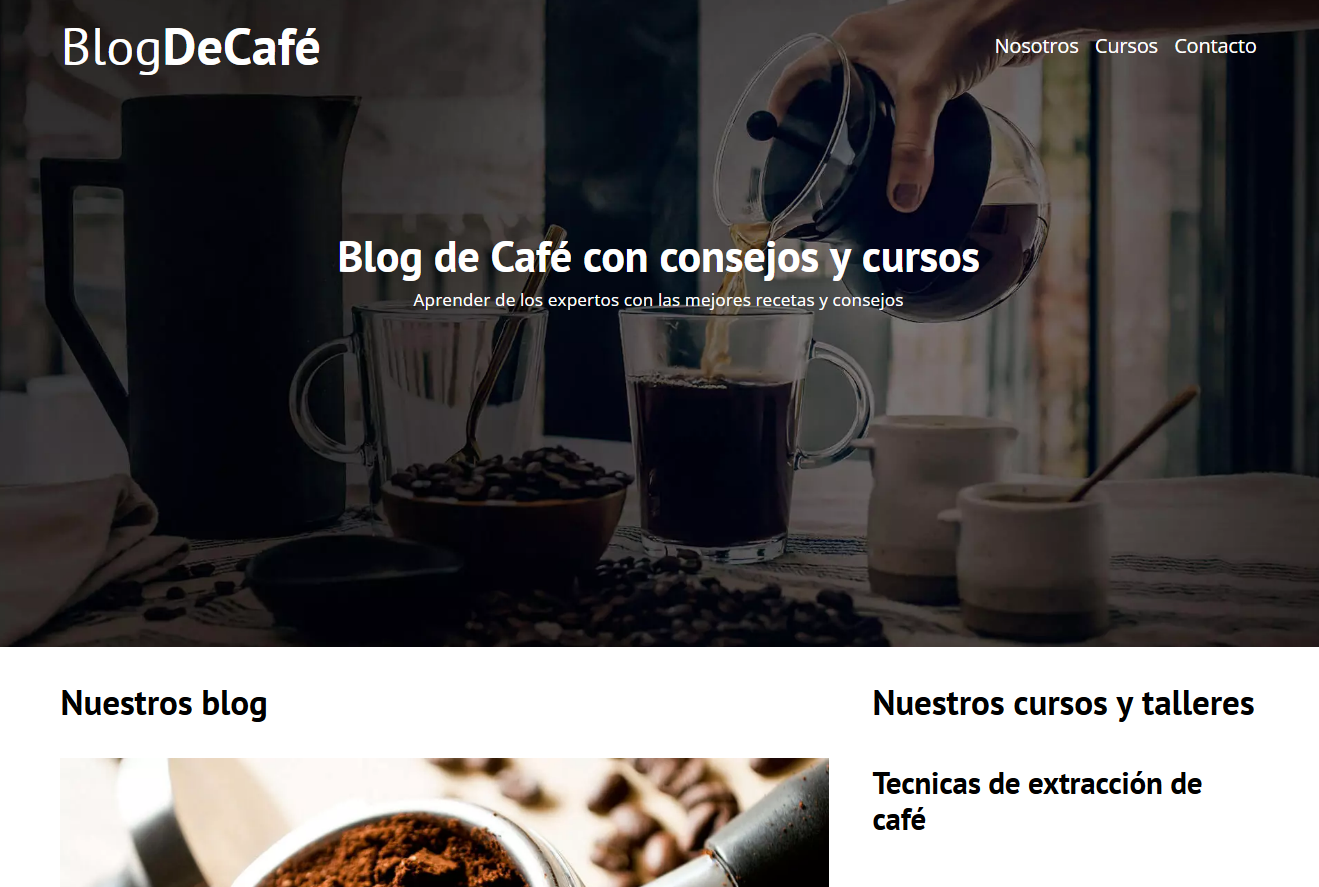 BlogDeCafé
Nosotros Cursos Contacto
Blog de Café con consejos y cursos
Aprender de los expertos con las mejores recetas y consejos
Nuestros blog
Nuestros cursos y talleres
Tecnicas de extracción de
café